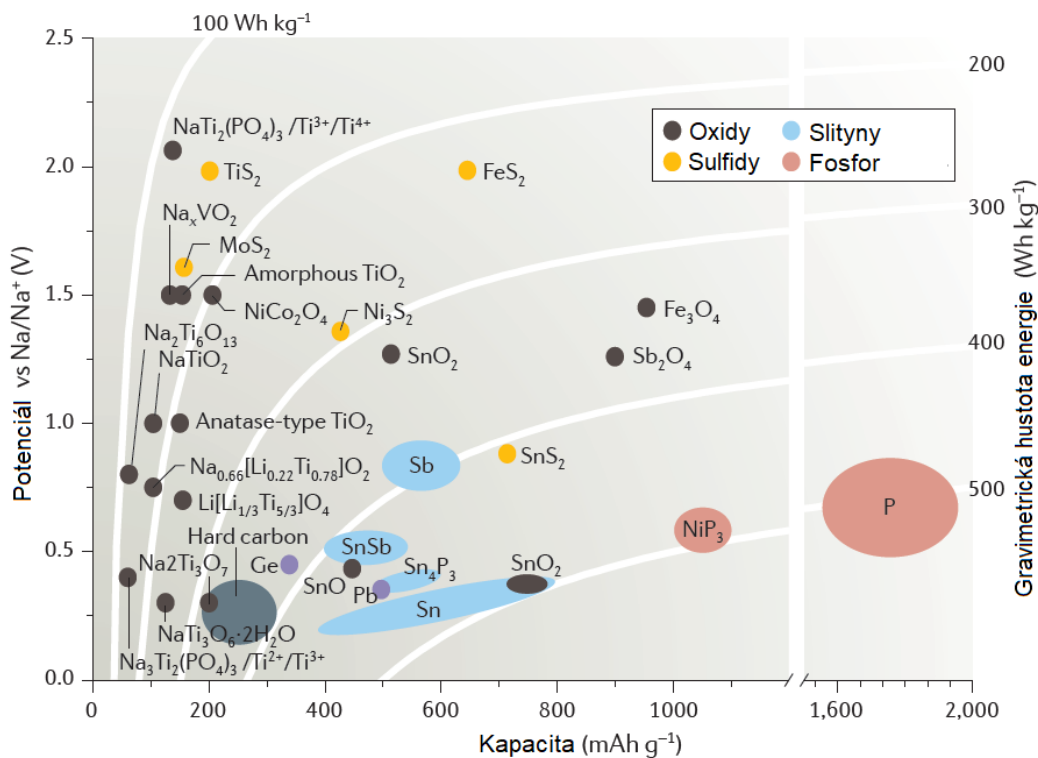 100 Wh kg⁻¹
2.5
200
NaTi₂(PO₄)₃ /Ti³⁺/Ti⁴⁺
Oxidy
Slityny
Sulfidy
Fosfor
2.0
TiS₂
FeS₂
NaₓVO₂
300
MoS₂
Amorphous TiO₂
1.5
NiCo₂O₄
Ni₃S₂
Fe₃O₄
Na₂Ti₆O₁₃
SnO₂
Sb₂O₄
400
NaTiO₂
1.0
Anatase-type TiO₂
Sb
SnS₂
Na₀.₆₆[Li₀.₂₂Ti₀.₇₈]O₂
500
Li[Li₁/₃Ti₅/₃]O₄
P
Hard carbon
NiP₃
SnSb
0.5
Na2Ti₃O₇
Ge
SnO
Sn₄P₃
SnO₂
Pb
Sn
NaTi₃O₆·2H₂O
Na₃Ti₂(PO₄)₃ /Ti²⁺/Ti³⁺
0.0
0
200
400
600
800
1000
1,600
2,000
Kapacita (mAh g⁻¹)
Potenciál vs Na/Na⁺ (V)
Gravimetrická hustota energie (Wh kg⁻¹)